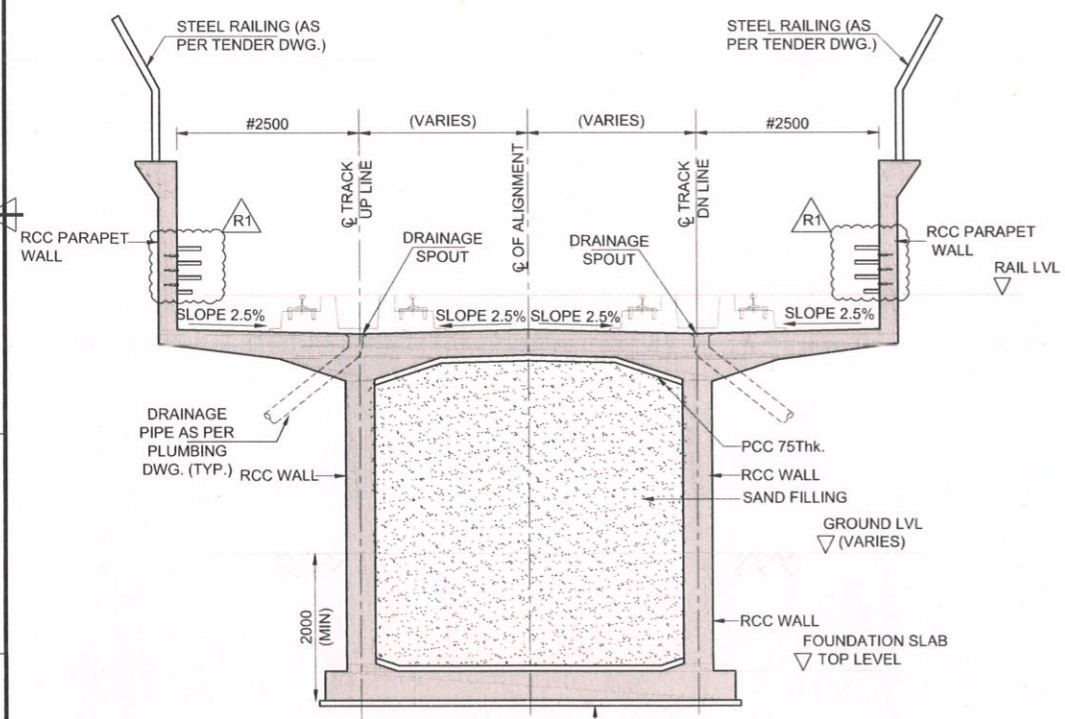 STEEL RAILING (AS
PER TENDER DWG.)
STEEL RAILING (AS
PER TENDER DWG.)
#2500
(VARIES)
(VARIES)
#2500
℄ TRACK
UP LINE
℄ OF ALIGNMENT
℄ TRACK
DN LINE
R1
R1
RCC PARAPET
WALL
DRAINAGE
SPOUT
DRAINAGE
SPOUT
RCC PARAPET
WALL
RAIL LVL
SLOPE 2.5%
SLOPE 2.5%
SLOPE 2.5%
SLOPE 2.5%
DRAINAGE
PIPE AS PER
PLUMBING
DWG. (TYP.)
PCC 75Thk.
RCC WALL
RCC WALL
SAND FILLING
GROUND LVL
(VARIES)
2000
(MIN)
RCC WALL
FOUNDATION SLAB
TOP LEVEL